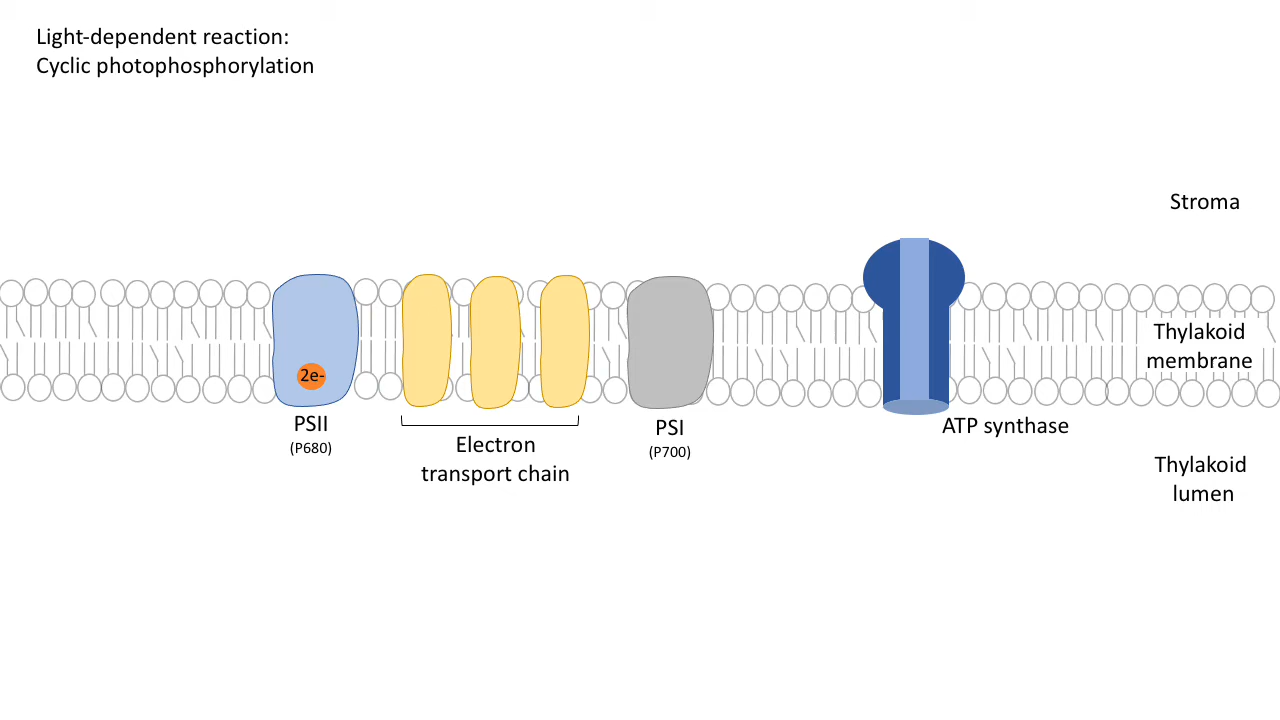 Light-dependent reaction:
Cyclic photophosphorylation
Stroma
Thylakoid
membrane
2e-
PSII
(P680)
Electron
transport chain
PSI
(P700)
ATP synthase
Thylakoid
lumen